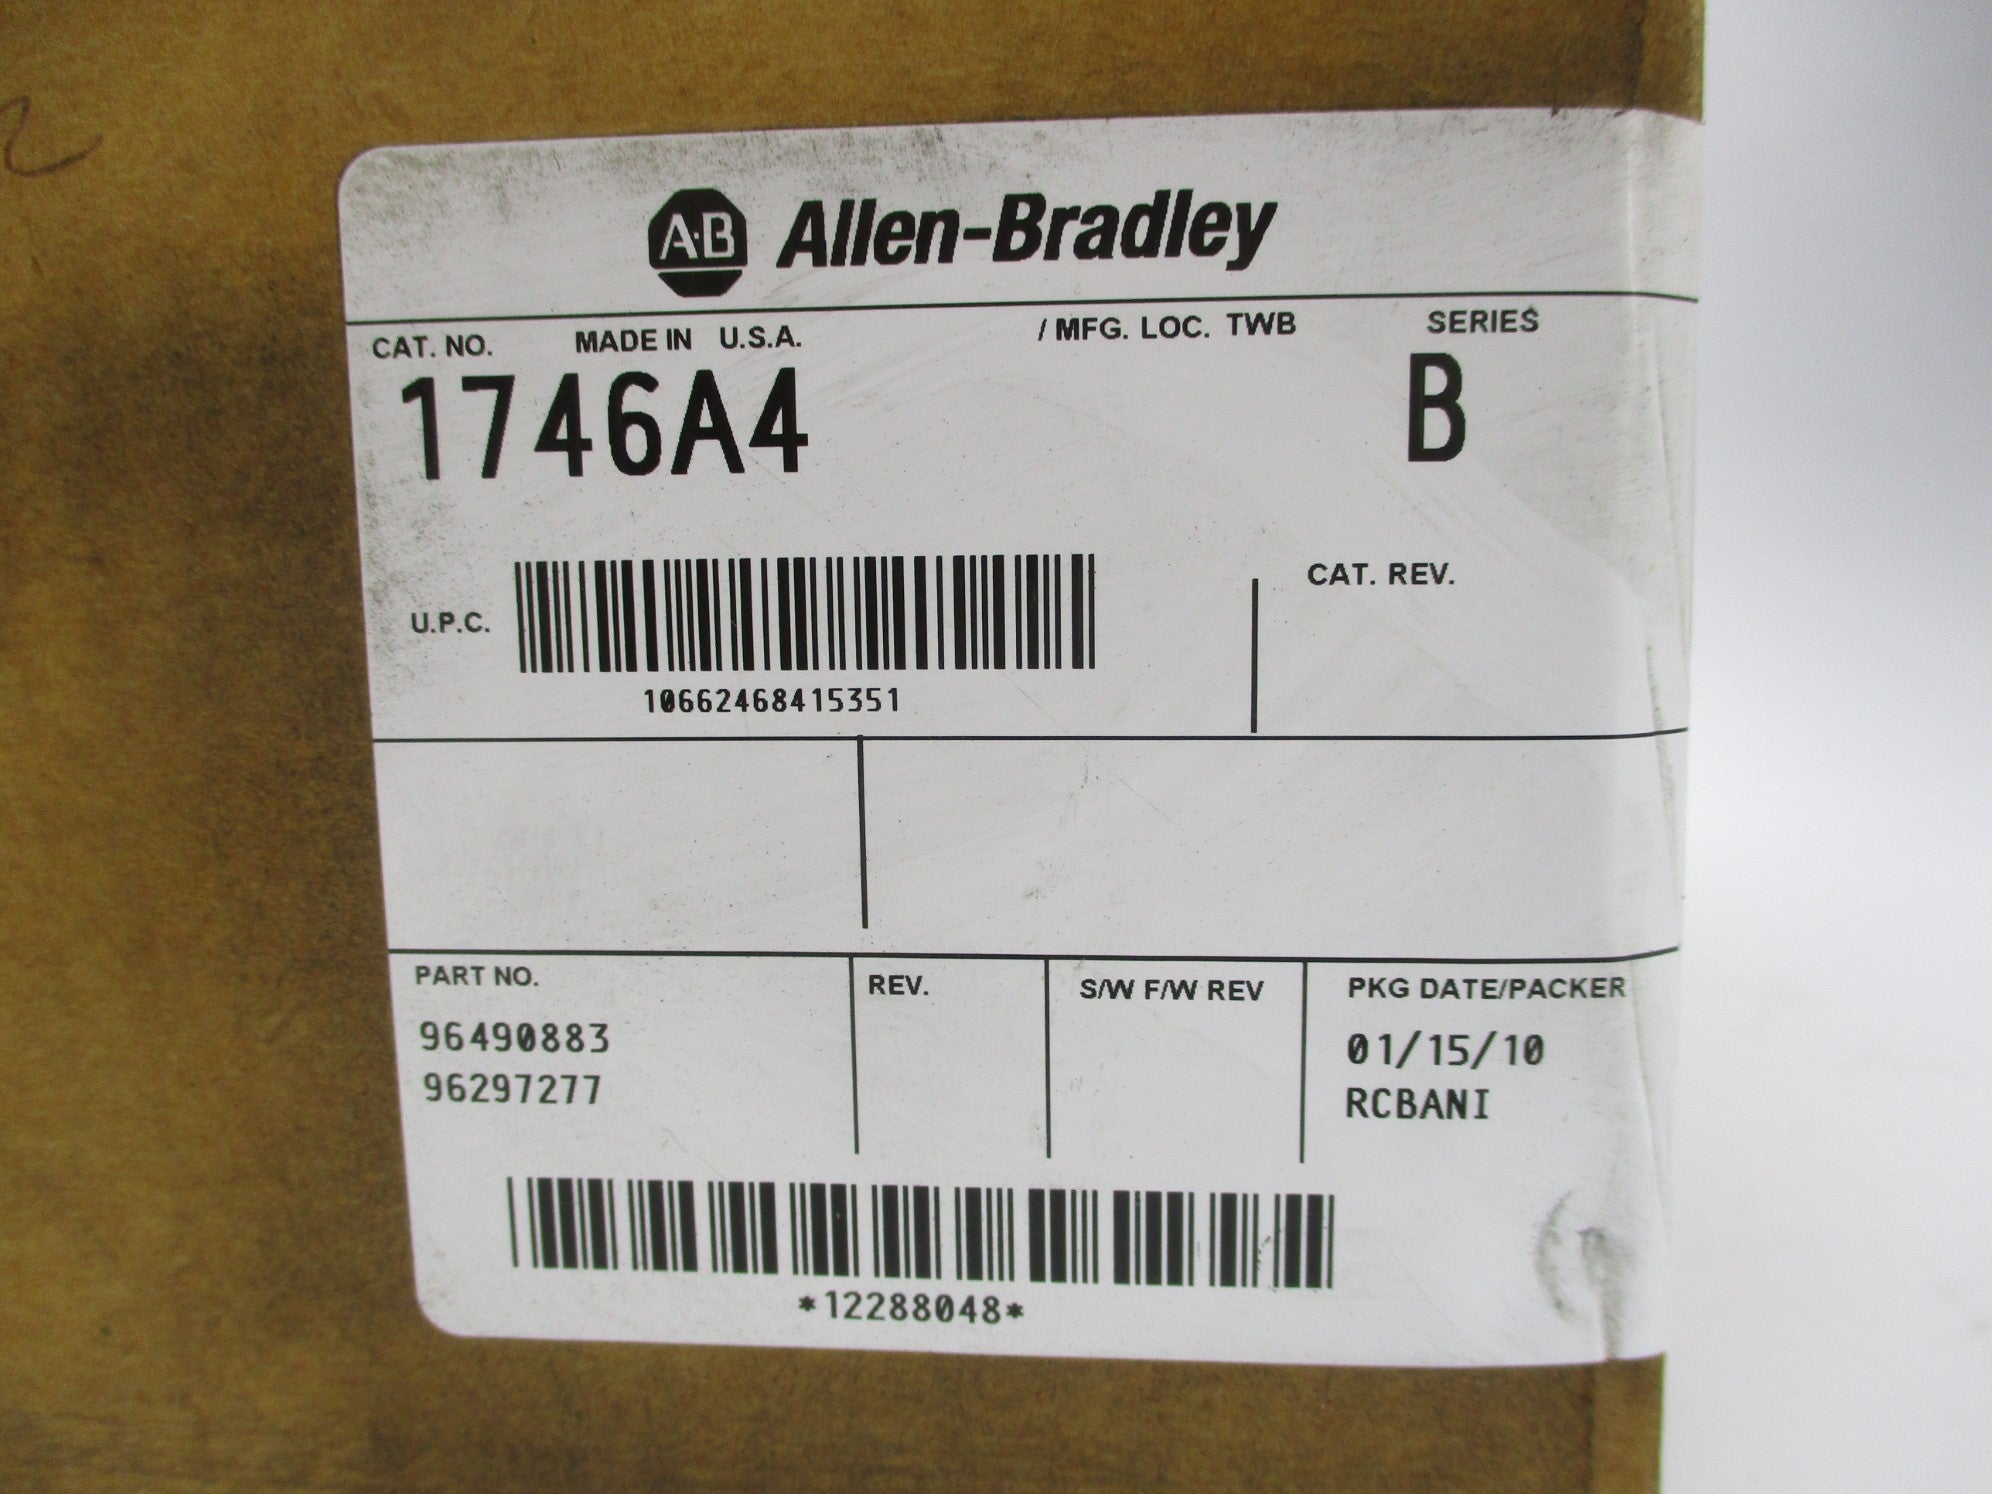 A·B Allen-Bradley
CAT. NO. MADE IN U.S.A. / MFG. LOC. TWB SERIES
1746A4 B
U.P.C. CAT. REV.
10662468415351
PART NO. REV. S/W F/W REV PKG DATE/PACKER
96490883 01/15/10
96297277 RCBANI
*12288048*